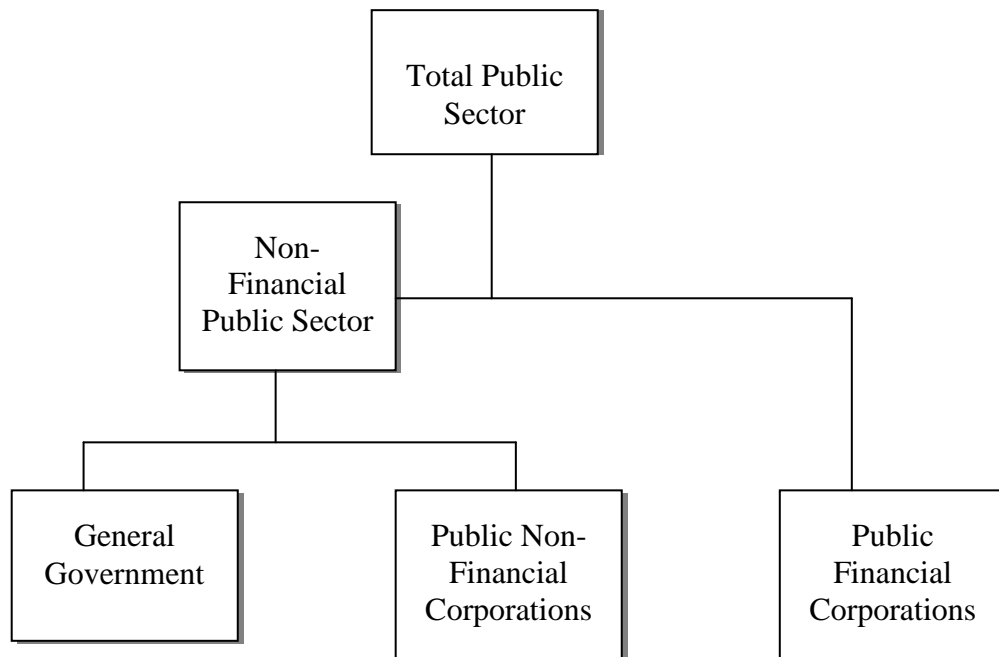 Total Public
Sector
Non-
Financial
Public Sector
General
Government
Public Non-
Financial
Corporations
Public
Financial
Corporations